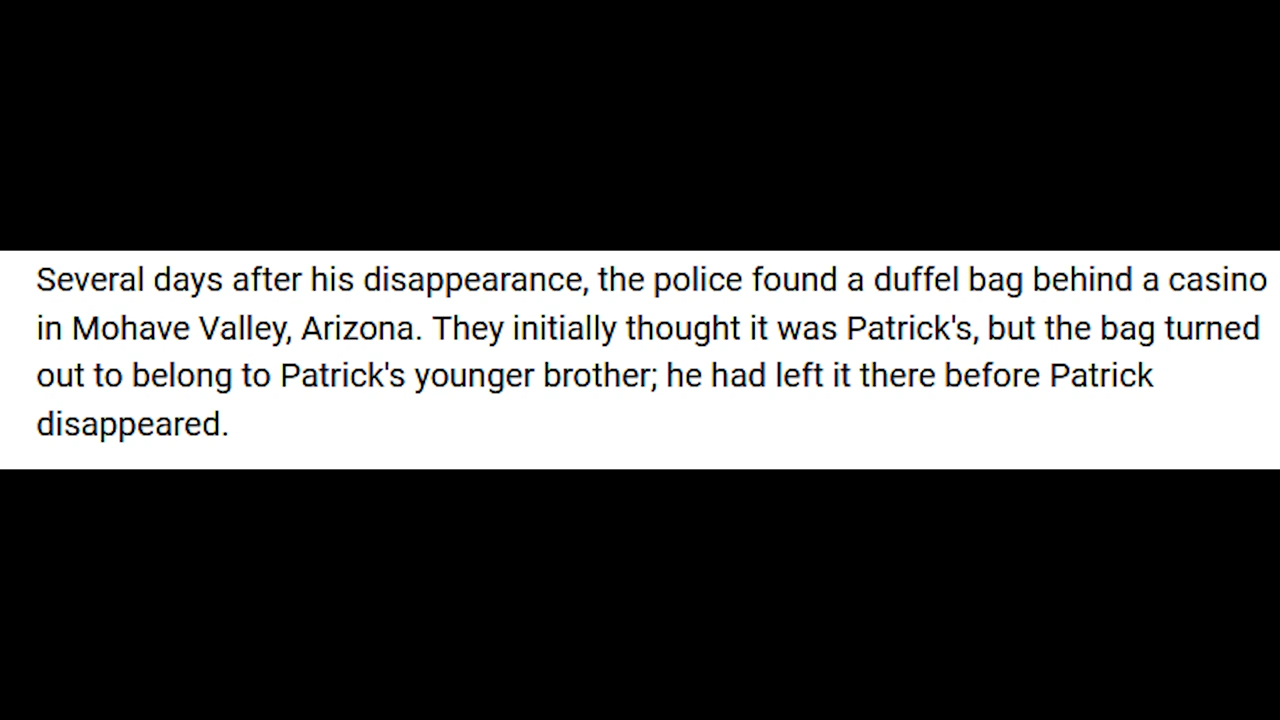 Several days after his disappearance, the police found a duffel bag behind a casino
in Mohave Valley, Arizona. They initially thought it was Patrick's, but the bag turned
out to belong to Patrick's younger brother; he had left it there before Patrick
disappeared.